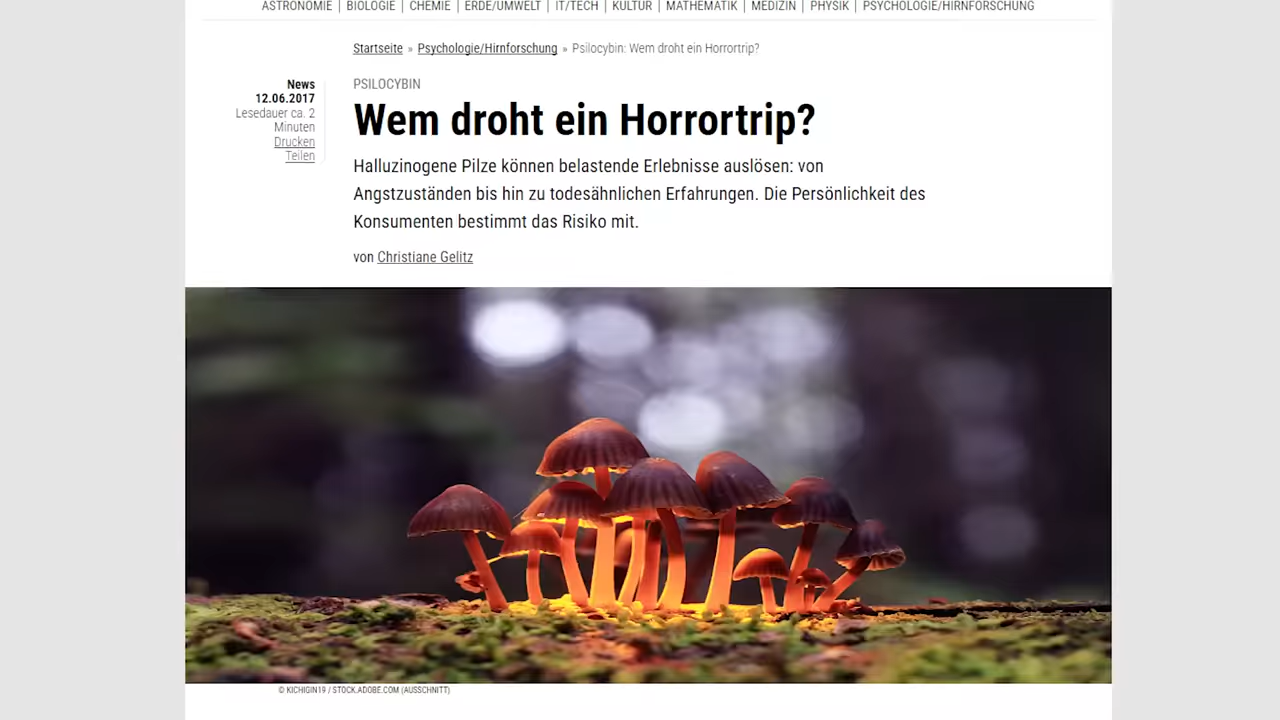 ASTRONOMIE | BIOLOGIE | CHEMIE | ERDE/UMWELT | IT/TECH | KULTUR | MATHEMATIK | MEDIZIN | PHYSIK | PSYCHOLOGIE/HIRNFORSCHUNG
Startseite » Psychologie/Hirnforschung » Psilocybin: Wem droht ein Horrortrip?
News
12.06.2017
Lesedauer ca. 2
Minuten
Drucken
Teilen
PSILOCYBIN
Wem droht ein Horrortrip?
Halluzinogene Pilze können belastende Erlebnisse auslösen: von
Angstzuständen bis hin zu todesähnlichen Erfahrungen. Die Persönlichkeit des
Konsumenten bestimmt das Risiko mit.
von Christiane Gelitz
© KICHIGIN19 / STOCK.ADOBE.COM (AUSSCHNITT)